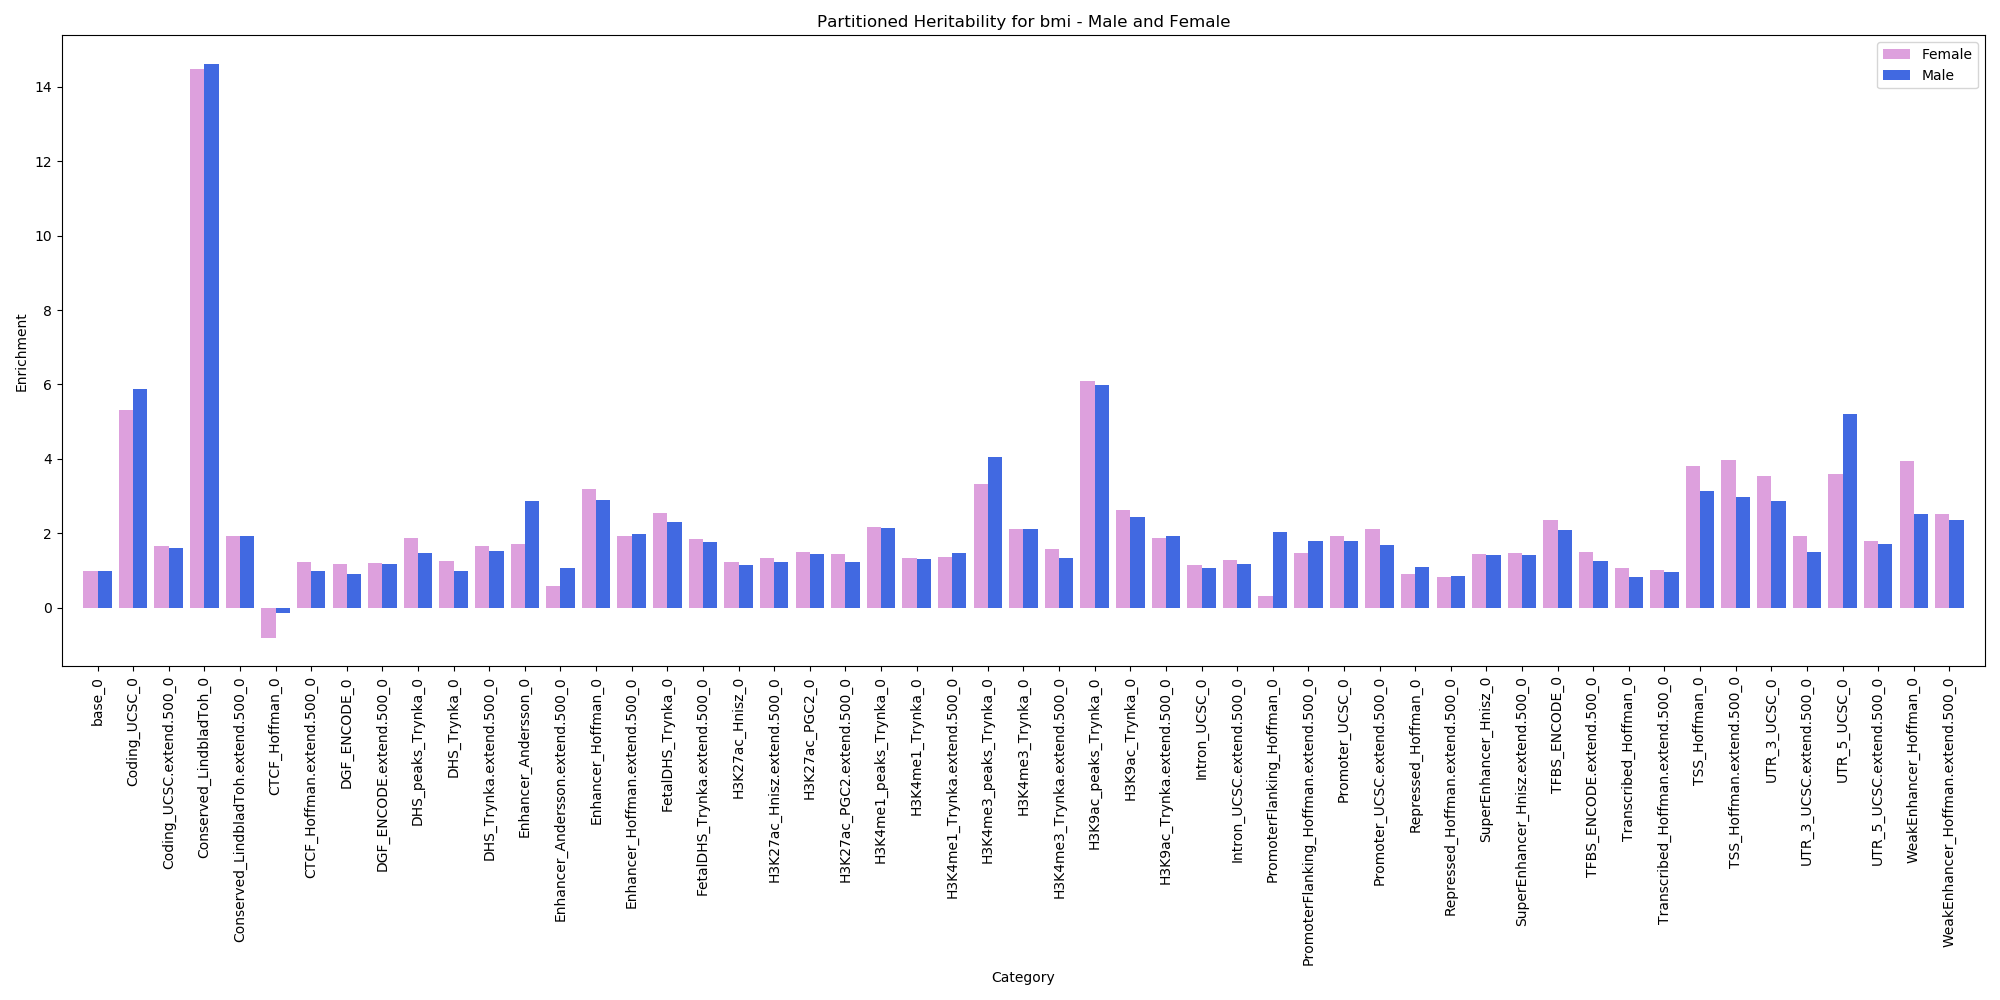 Partitioned Heritability for bmi - Male and Female
Female
Male
Enrichment
14
12
10
8
6
4
2
0
base_0
Coding_UCSC_0
Coding_UCSC.extend.500_0
Conserved_LindbladToh_0
Conserved_LindbladToh.extend.500_0
CTCF_Hoffman_0
CTCF_Hoffman.extend.500_0
DGF_ENCODE_0
DGF_ENCODE.extend.500_0
DHS_peaks_Trynka_0
DHS_Trynka_0
DHS_Trynka.extend.500_0
Enhancer_Andersson_0
Enhancer_Andersson.extend.500_0
Enhancer_Hoffman_0
Enhancer_Hoffman.extend.500_0
FetalDHS_Trynka_0
FetalDHS_Trynka.extend.500_0
H3K27ac_Hnisz_0
H3K27ac_Hnisz.extend.500_0
H3K27ac_PGC2_0
H3K27ac_PGC2.extend.500_0
H3K4me1_peaks_Trynka_0
H3K4me1_Trynka_0
H3K4me1_Trynka.extend.500_0
H3K4me3_peaks_Trynka_0
H3K4me3_Trynka_0
H3K4me3_Trynka.extend.500_0
H3K9ac_peaks_Trynka_0
H3K9ac_Trynka_0
H3K9ac_Trynka.extend.500_0
Intron_UCSC_0
Intron_UCSC.extend.500_0
PromoterFlanking_Hoffman_0
PromoterFlanking_Hoffman.extend.500_0
Promoter_UCSC_0
Promoter_UCSC.extend.500_0
Repressed_Hoffman_0
Repressed_Hoffman.extend.500_0
SuperEnhancer_Hnisz_0
SuperEnhancer_Hnisz.extend.500_0
TFBS_ENCODE_0
TFBS_ENCODE.extend.500_0
Transcribed_Hoffman_0
Transcribed_Hoffman.extend.500_0
TSS_Hoffman_0
TSS_Hoffman.extend.500_0
UTR_3_UCSC_0
UTR_3_UCSC.extend.500_0
UTR_5_UCSC_0
UTR_5_UCSC.extend.500_0
WeakEnhancer_Hoffman_0
WeakEnhancer_Hoffman.extend.500_0
Category